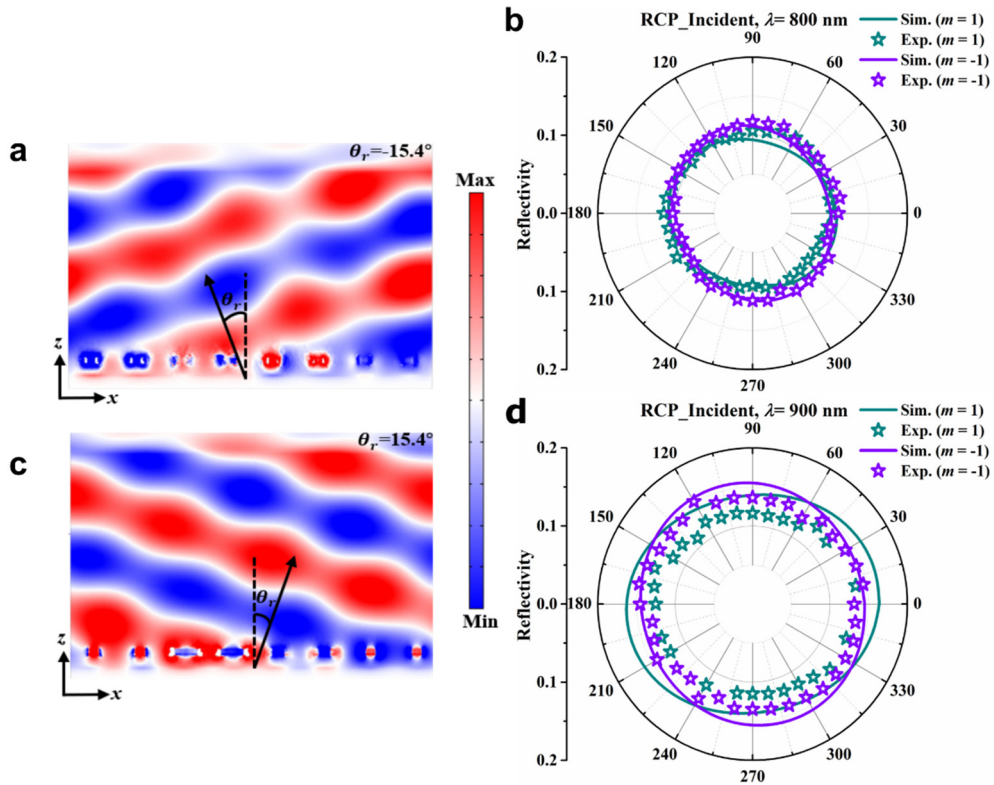 a
θr=-15.4°
θr
z
x
c
θr=15.4°
θr
z
x
Max
Min
b
RCP_Incident, λ= 800 nm
Sim. (m = 1)
Exp. (m = 1)
Sim. (m = -1)
Exp. (m = -1)
0.2
0.1
0.0
0.1
0.2
Reflectivity
90
60
30
0
330
300
270
240
210
180
150
120
d
RCP_Incident, λ= 900 nm
Sim. (m = 1)
Exp. (m = 1)
Sim. (m = -1)
Exp. (m = -1)
0.2
0.1
0.0
0.1
0.2
Reflectivity
90
60
30
0
330
300
270
240
210
180
150
120